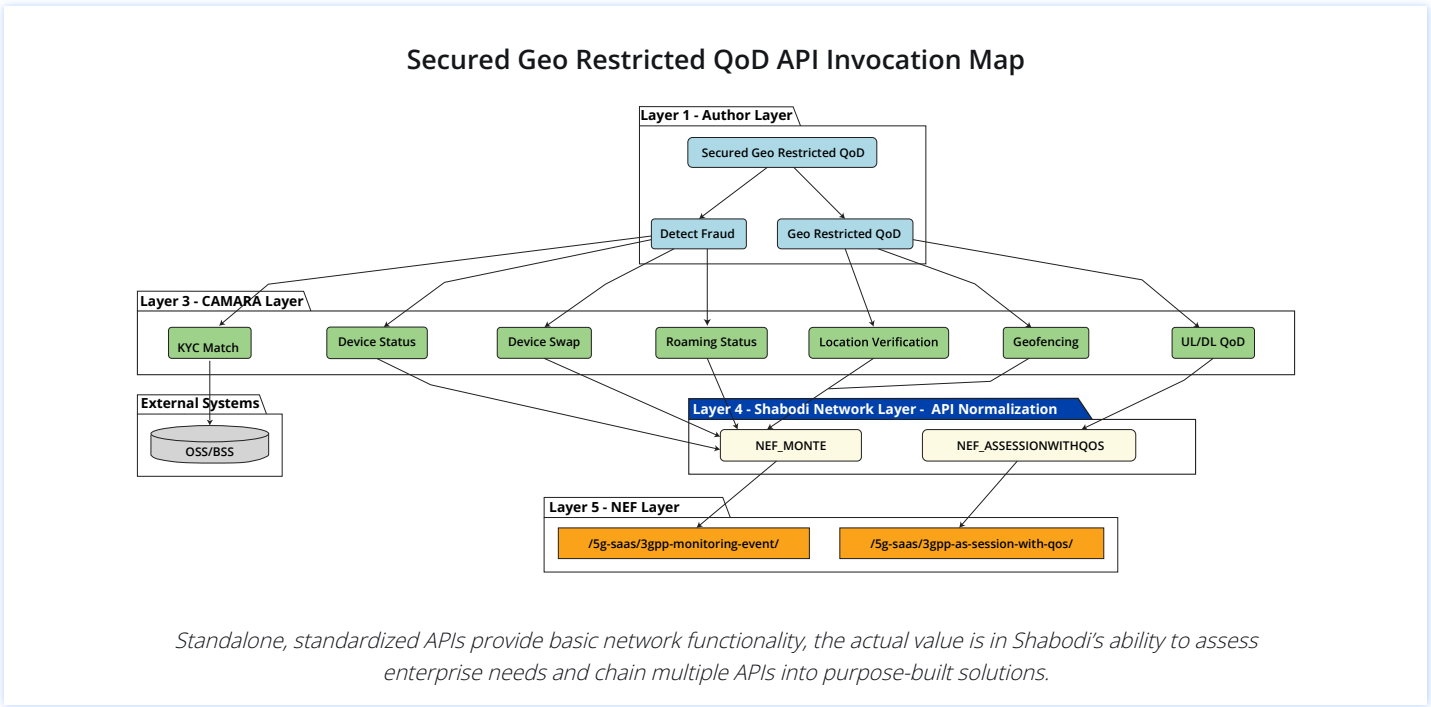 Secured Geo Restricted QoD API Invocation Map
Layer 1 - Author Layer
Secured Geo Restricted QoD
Detect Fraud
Geo Restricted QoD
Layer 3 - CAMARA Layer
KYC Match
Device Status
Device Swap
Roaming Status
Location Verification
Geofencing
UL/DL QoD
External Systems
OSS/BSS
Layer 4 - Shabodi Network Layer - API Normalization
NEF_MONTE
NEF_ASSESSIONWITHQOS
Layer 5 - NEF Layer
/5g-saas/3gpp-monitoring-event/
/5g-saas/3gpp-as-session-with-qos/
Standalone, standardized APIs provide basic network functionality, the actual value is in Shabodi’s ability to assess
enterprise needs and chain multiple APIs into purpose-built solutions.